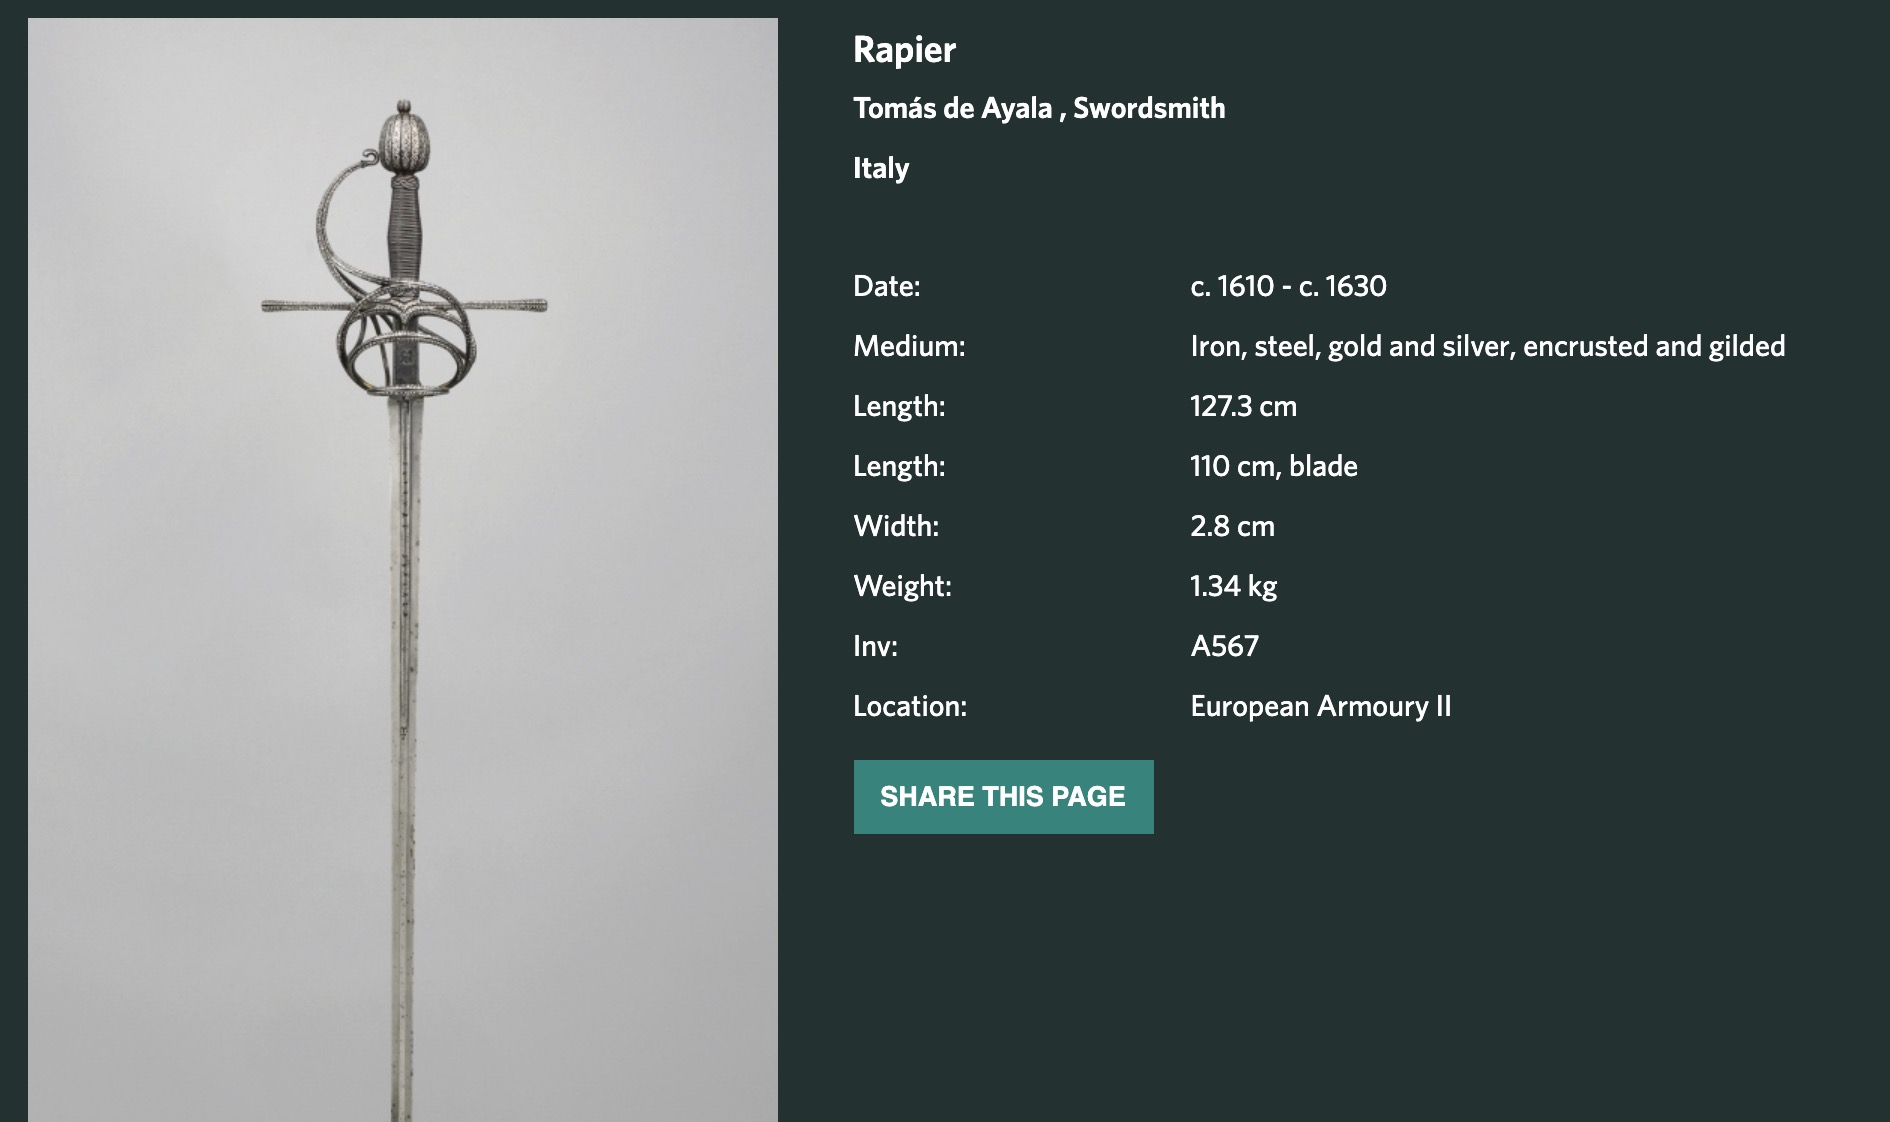 Rapier
Tomás de Ayala , Swordsmith
Italy
Date: c. 1610 - c. 1630
Medium: Iron, steel, gold and silver, encrusted and gilded
Length: 127.3 cm
Length: 110 cm, blade
Width: 2.8 cm
Weight: 1.34 kg
Inv: A567
Location: European Armoury II
SHARE THIS PAGE